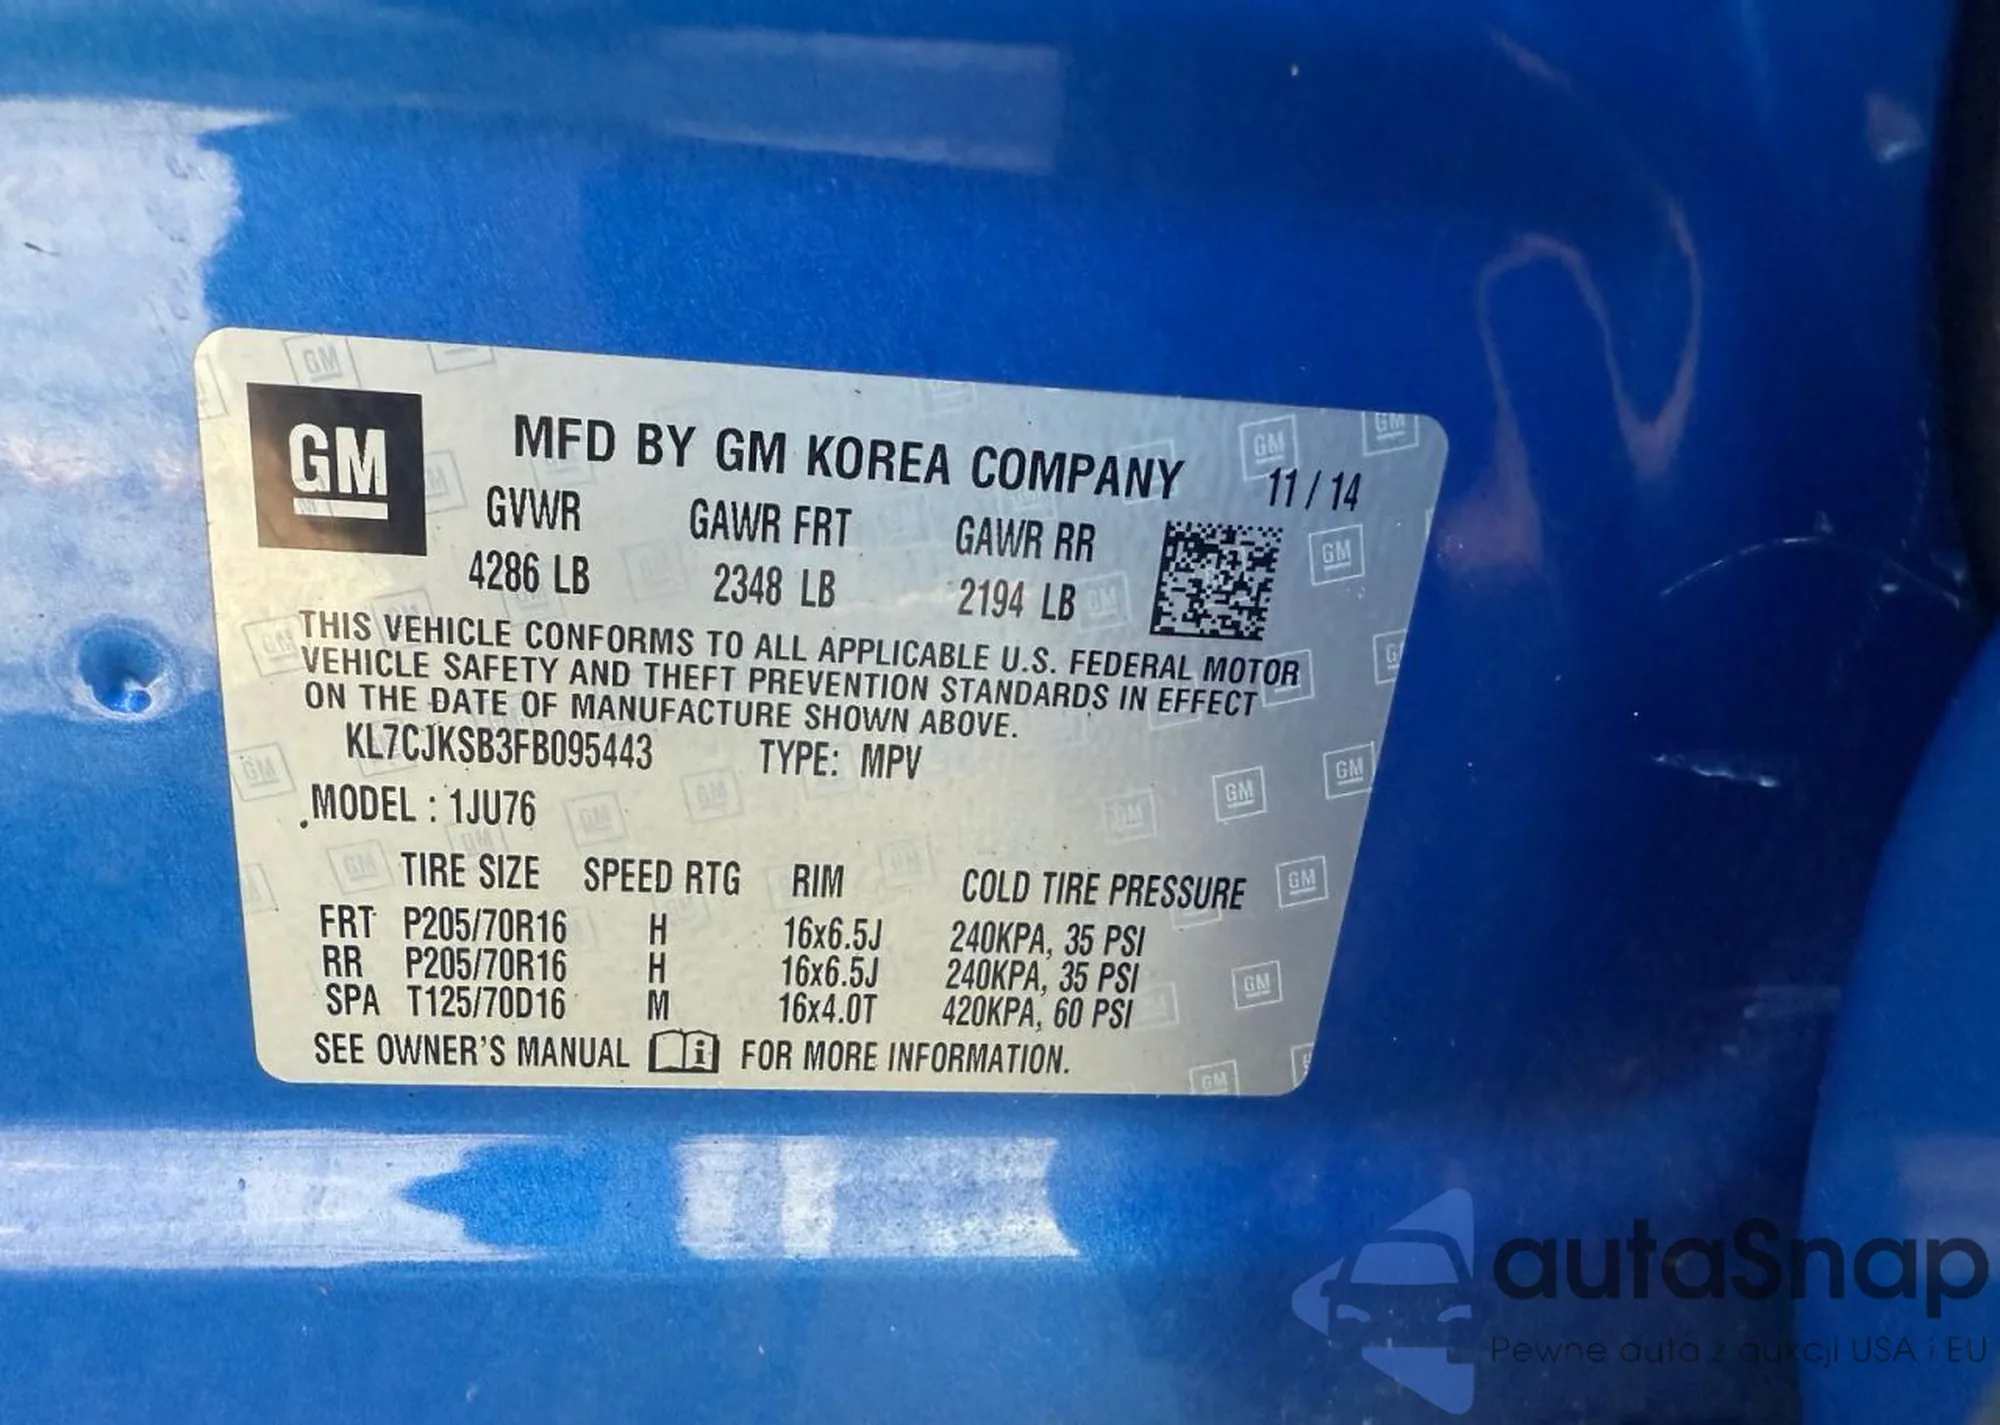 GM
MFD BY GM KOREA COMPANY 11 / 14
GVWR GAWR FRT GAWR RR
4286 LB 2348 LB 2194 LB
THIS VEHICLE CONFORMS TO ALL APPLICABLE U.S. FEDERAL MOTOR
VEHICLE SAFETY AND THEFT PREVENTION STANDARDS IN EFFECT
ON THE DATE OF MANUFACTURE SHOWN ABOVE.
KL7CJKSB3FB095443 TYPE: MPV
MODEL : 1JU76
TIRE SIZE SPEED RTG RIM COLD TIRE PRESSURE
FRT P205/70R16 H 16x6.5J 240KPA, 35 PSI
RR P205/70R16 H 16x6.5J 240KPA, 35 PSI
SPA T125/70D16 M 16x4.0T 420KPA, 60 PSI
SEE OWNER'S MANUAL FOR MORE INFORMATION.
autaSnap
Pewne auta z aukcji USA i EU